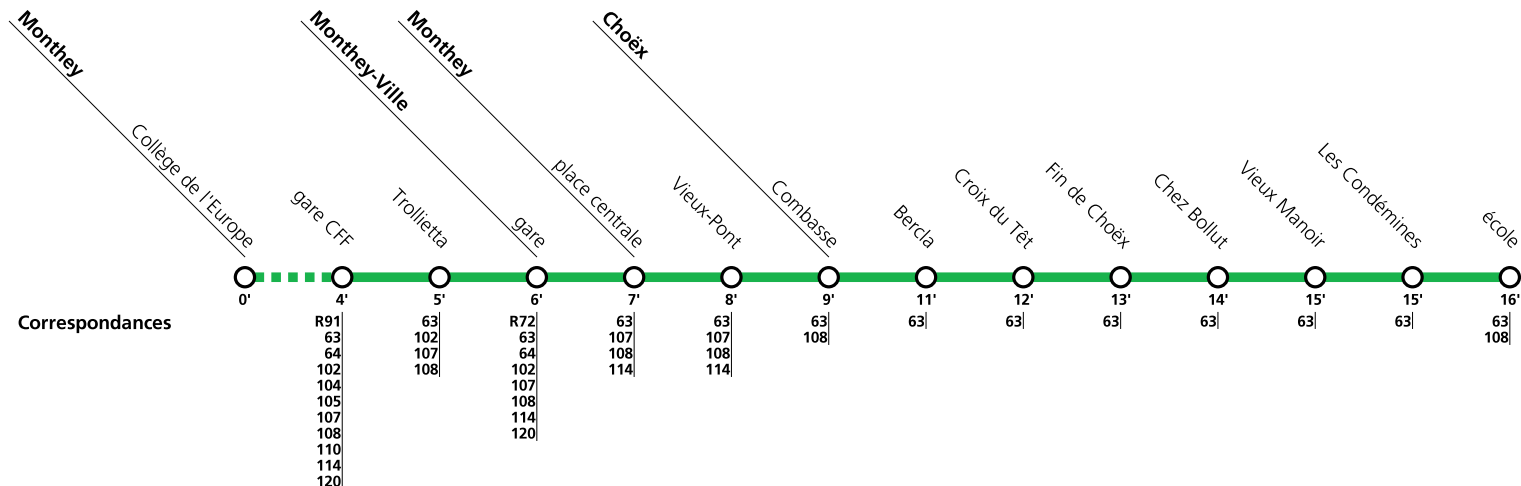 Monthey
Collège de l'Europe
gare CFF
Trollietta
Monthey-Ville
gare
Monthey
place centrale
Vieux-Pont
Choëx
Combasse
Bercla
Croix du Têt
Fin de Choëx
Chez Bollut
Vieux Manoir
Les Condémines
école
0' 4' 5' 6' 7' 8' 9' 11' 12' 13' 14' 15' 15' 16'
Correspondances
R91
63
64
102
104
105
107
108
110
114
120
63
102
107
108
R72
63
64
102
107
108
114
120
63
107
108
114
63
107
108
114
63
108
63
63
63
63
63
63
63
108